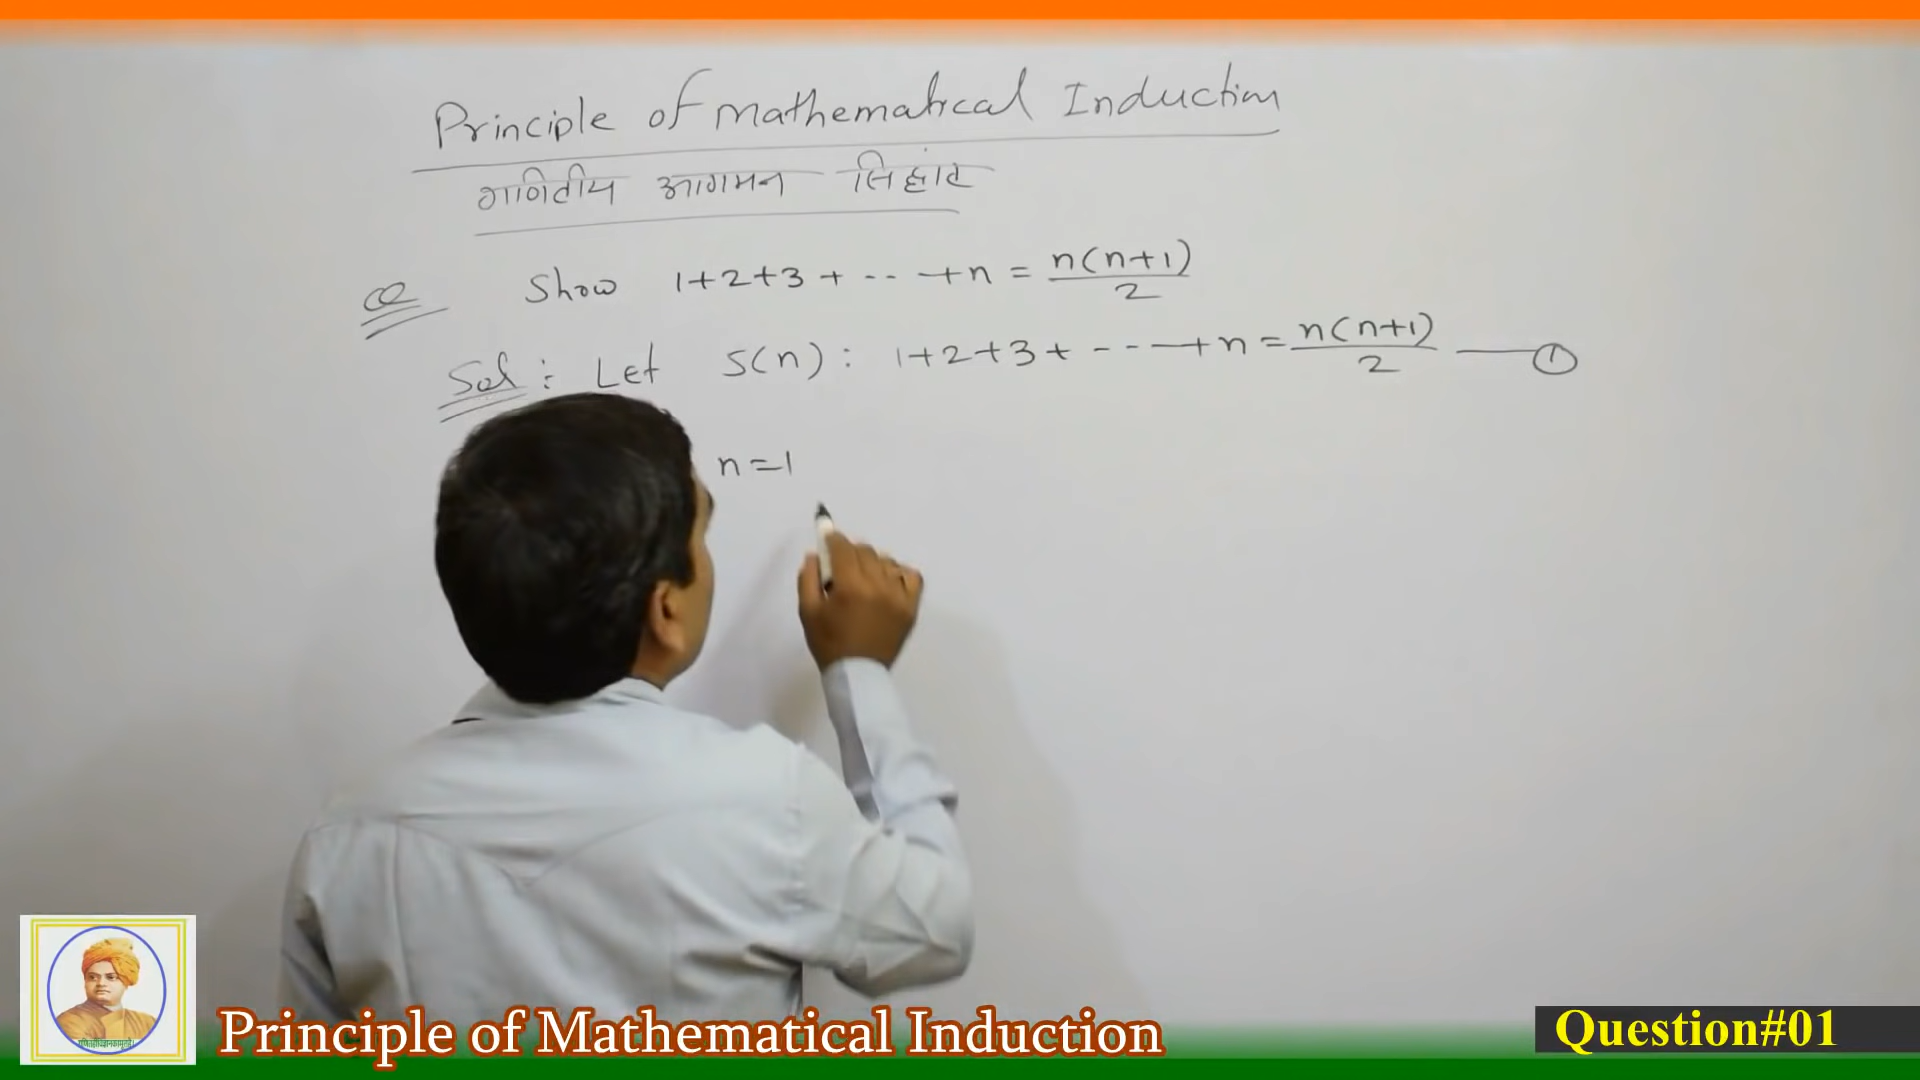 Principle of Mathematical Induction
गणितीय आगमन सिद्धांत
Q Show 1+2+3+ -- - +n = n(n+1)/2
Sol : Let S(n) : 1+2+3+ ---- +n = n(n+1)/2 —— ①
n=1
Principle of Mathematical Induction
Question#01